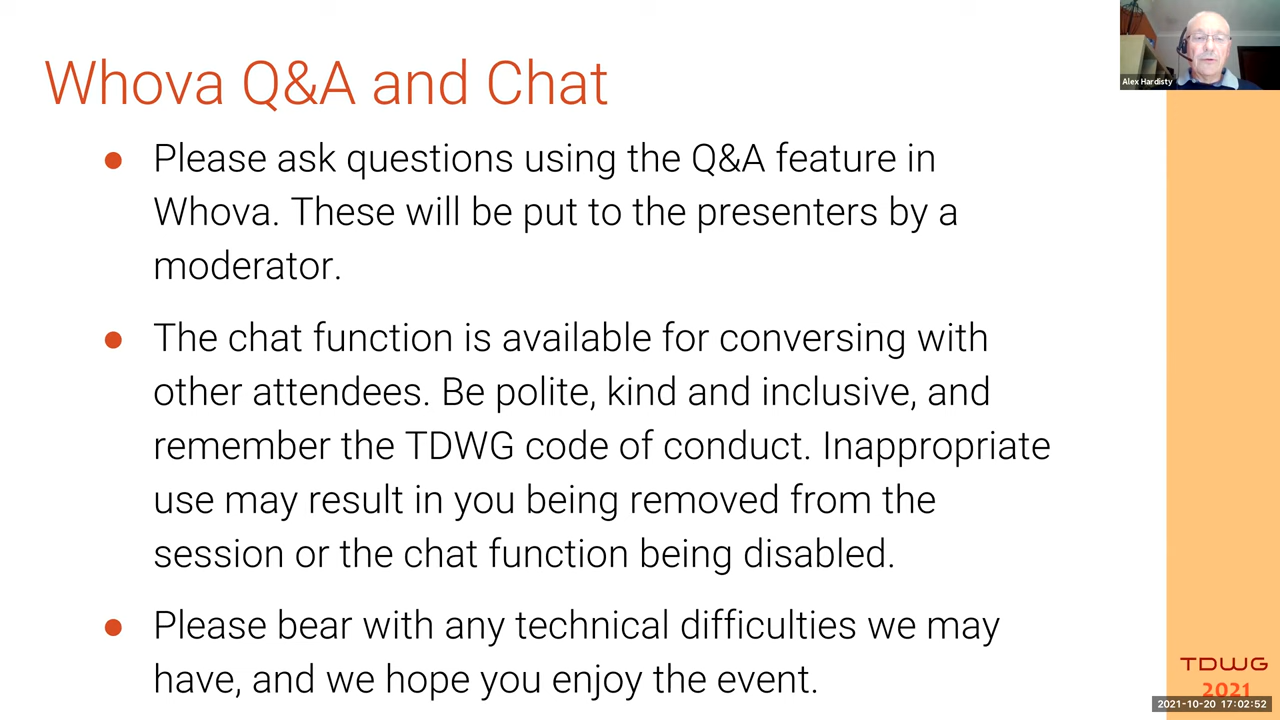 Whova Q&A and Chat
Alex Hardisty
● Please ask questions using the Q&A feature in
Whova. These will be put to the presenters by a
moderator.
● The chat function is available for conversing with
other attendees. Be polite, kind and inclusive, and
remember the TDWG code of conduct. Inappropriate
use may result in you being removed from the
session or the chat function being disabled.
● Please bear with any technical difficulties we may
have, and we hope you enjoy the event.
TDWG
2021
2021-10-20 17:02:52